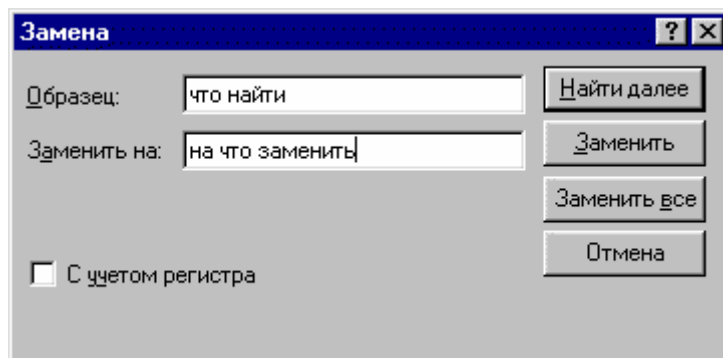 Замена
Образец: что найти Найти далее
Заменить на: на что заменить Заменить
Заменить все
Отмена
С учетом регистра